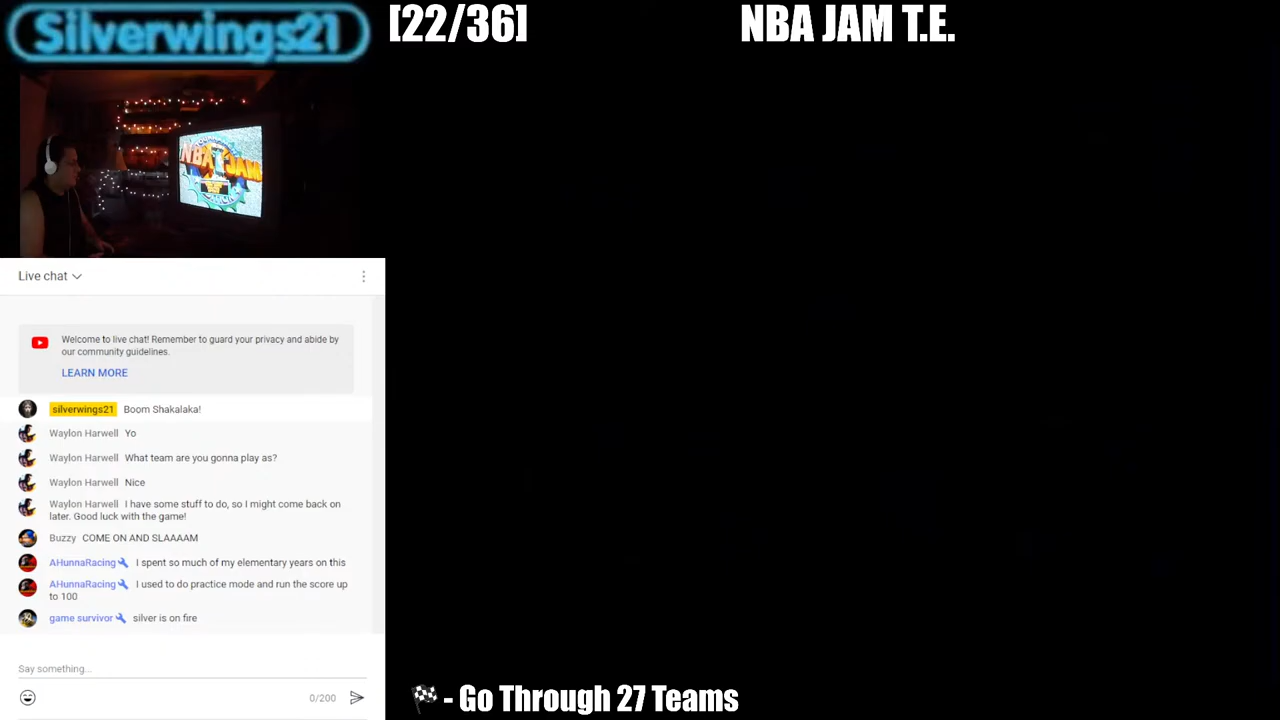 Silverwings21
[22/36]
NBA JAM T.E.
NBA JAM
Live chat
Welcome to live chat! Remember to guard your privacy and abide by
our community guidelines.
LEARN MORE
silverwings21 Boom Shakalaka!
Waylon Harwell Yo
Waylon Harwell What team are you gonna play as?
Waylon Harwell Nice
Waylon Harwell I have some stuff to do, so I might come back on
later. Good luck with the game!
Buzzy COME ON AND SLAAAAM
AHunnaRacing I spent so much of my elementary years on this
AHunnaRacing I used to do practice mode and run the score up
to 100
game survivor silver is on fire
Say something...
0/200
- Go Through 27 Teams